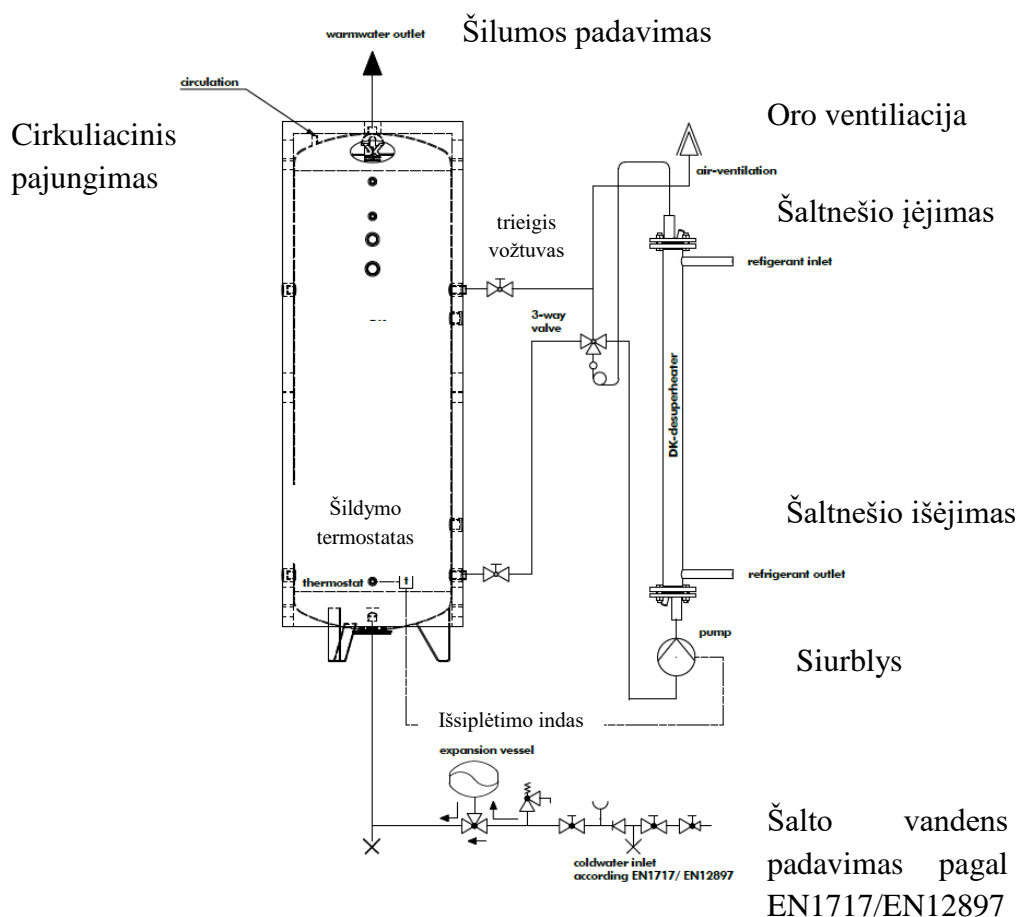 warmwater outlet
Šilumos padavimas
circulation
Cirkuliacinis
pajungimas
Oro ventiliacija
air-ventilation
Šaltnešio įėjimas
trieigis
vožtuvas
refigerant inlet
3-way
valve
DK-desuperheater
Šildymo
termostatas
Šaltnešio išėjimas
thermostat
t
refrigerant outlet
pump
Siurblys
Išsiplėtimo indas
expansion vessel
coldwater inlet
according EN1717/ EN12897
Šalto vandens
padavimas pagal
EN1717/EN12897